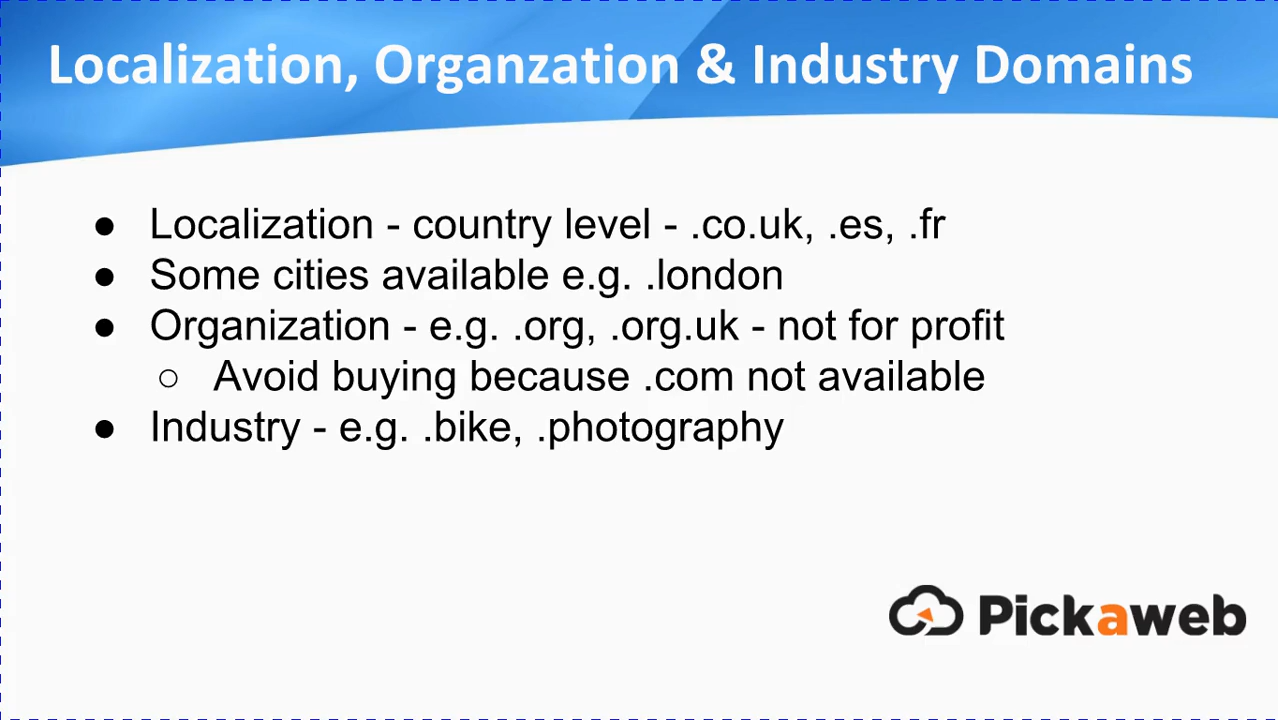 Localization, Organzation & Industry Domains
● Localization - country level - .co.uk, .es, .fr
● Some cities available e.g. .london
● Organization - e.g. .org, .org.uk - not for profit
○ Avoid buying because .com not available
● Industry - e.g. .bike, .photography
Pickaweb